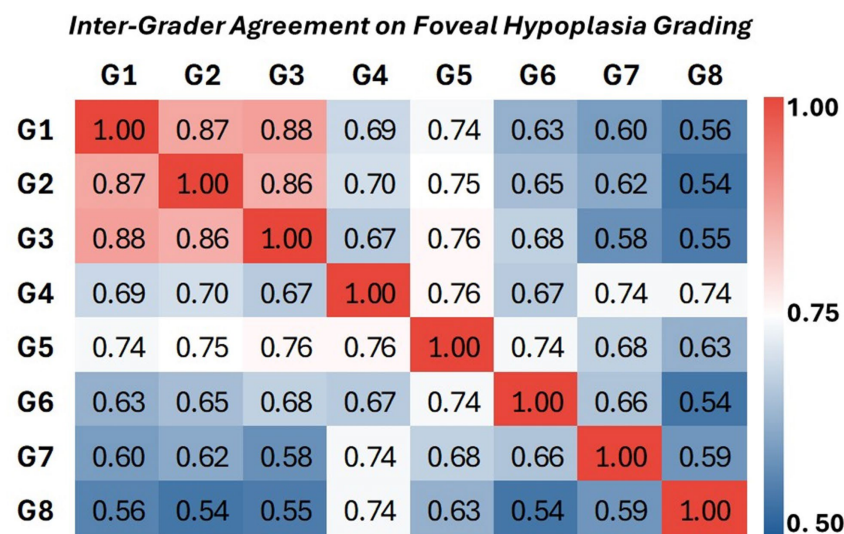 Inter-Grader Agreement on Foveal Hypoplasia Grading
G1 G2 G3 G4 G5 G6 G7 G8
G1 1.00 0.87 0.88 0.69 0.74 0.63 0.60 0.56
G2 0.87 1.00 0.86 0.70 0.75 0.65 0.62 0.54
G3 0.88 0.86 1.00 0.67 0.76 0.68 0.58 0.55
G4 0.69 0.70 0.67 1.00 0.76 0.67 0.74 0.74
G5 0.74 0.75 0.76 0.76 1.00 0.74 0.68 0.63
G6 0.63 0.65 0.68 0.67 0.74 1.00 0.66 0.54
G7 0.60 0.62 0.58 0.74 0.68 0.66 1.00 0.59
G8 0.56 0.54 0.55 0.74 0.63 0.54 0.59 1.00
1.00
0.75
0. 50